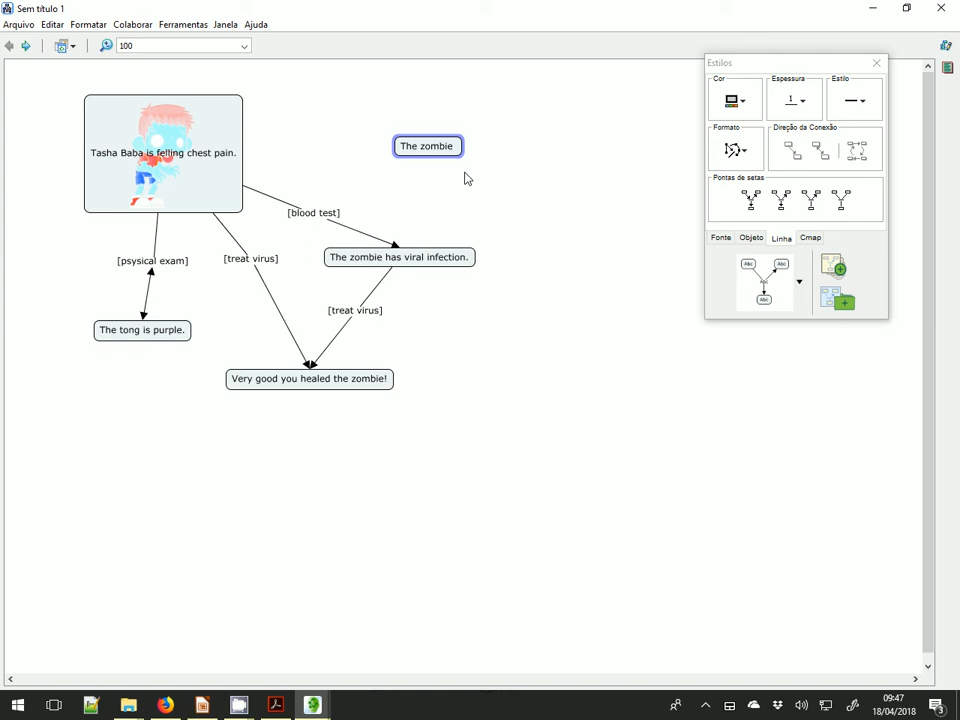 Sem título 1
Arquivo Editar Formatar Colaborar Ferramentas Janela Ajuda
100
Estilos
Cor Espessura Estilo
1
Formato Direção da Conexão
Pontas de setas
Fonte Objeto Linha Cmap
Abc Abc
Abc
Abc
The zombie
Tasha Baba is felling chest pain.
[blood test]
[psysical exam]
[treat virus]
The zombie has viral infection.
[treat virus]
The tong is purple.
Very good you healed the zombie!
09:47
18/04/2018
3